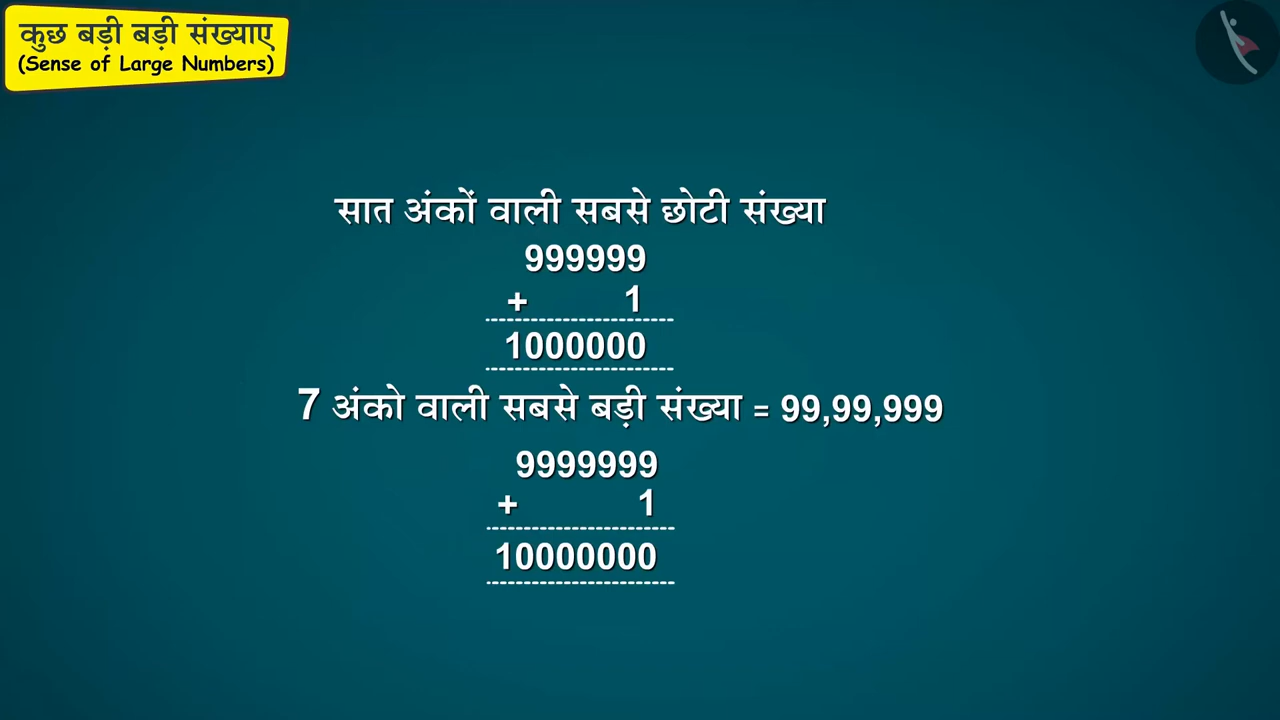 कुछ बड़ी बड़ी संख्याए
(Sense of Large Numbers)
सात अंकों वाली सबसे छोटी संख्या
999999
+ 1
1000000
7 अंको वाली सबसे बड़ी संख्या = 99,99,999
9999999
+ 1
10000000